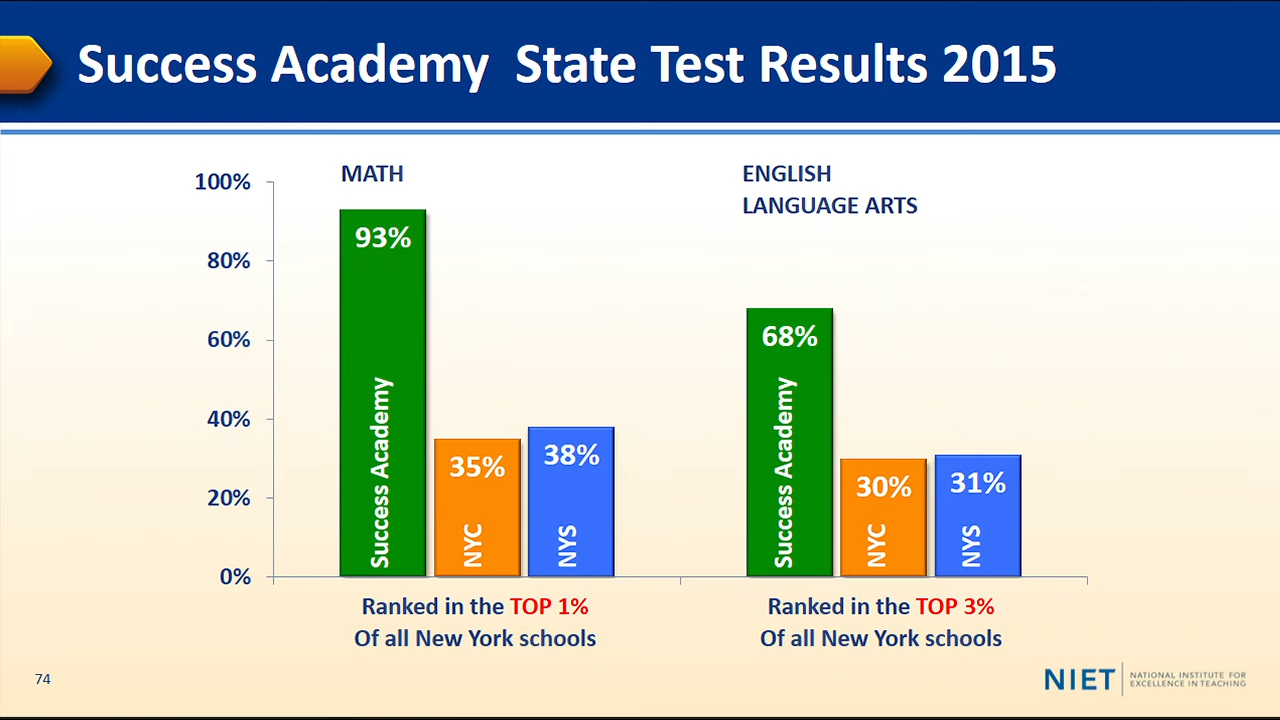 Success Academy  State Test Results 2015
MATH
ENGLISH
LANGUAGE ARTS
100%
80%
60%
40%
20%
0%
93%
Success Academy
35%
NYC
38%
NYS
68%
Success Academy
30%
NYC
31%
NYS
Ranked in the TOP 1%
Of all New York schools
Ranked in the TOP 3%
Of all New York schools
74
NIET
NATIONAL INSTITUTE FOR
EXCELLENCE IN TEACHING